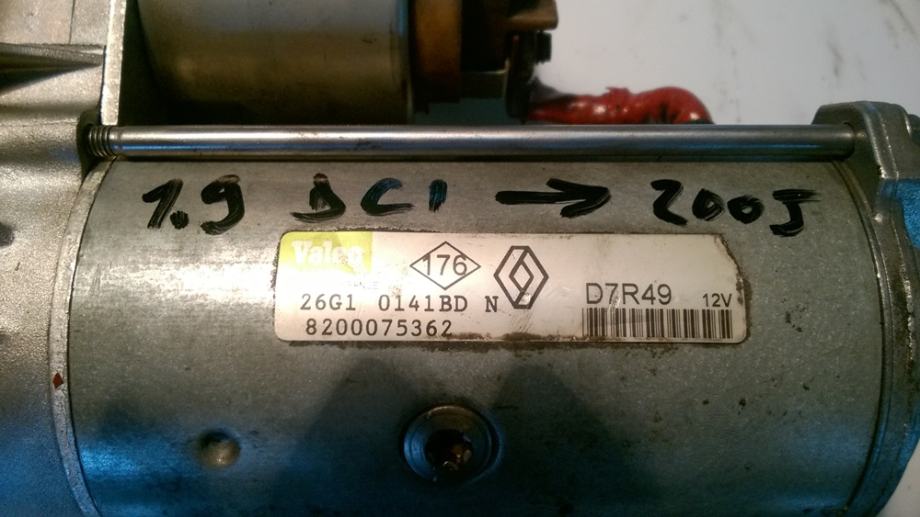 1.9 DCI → 2005
Valeo
176
26G1 0141BD N
8200075362
D7R49 12V